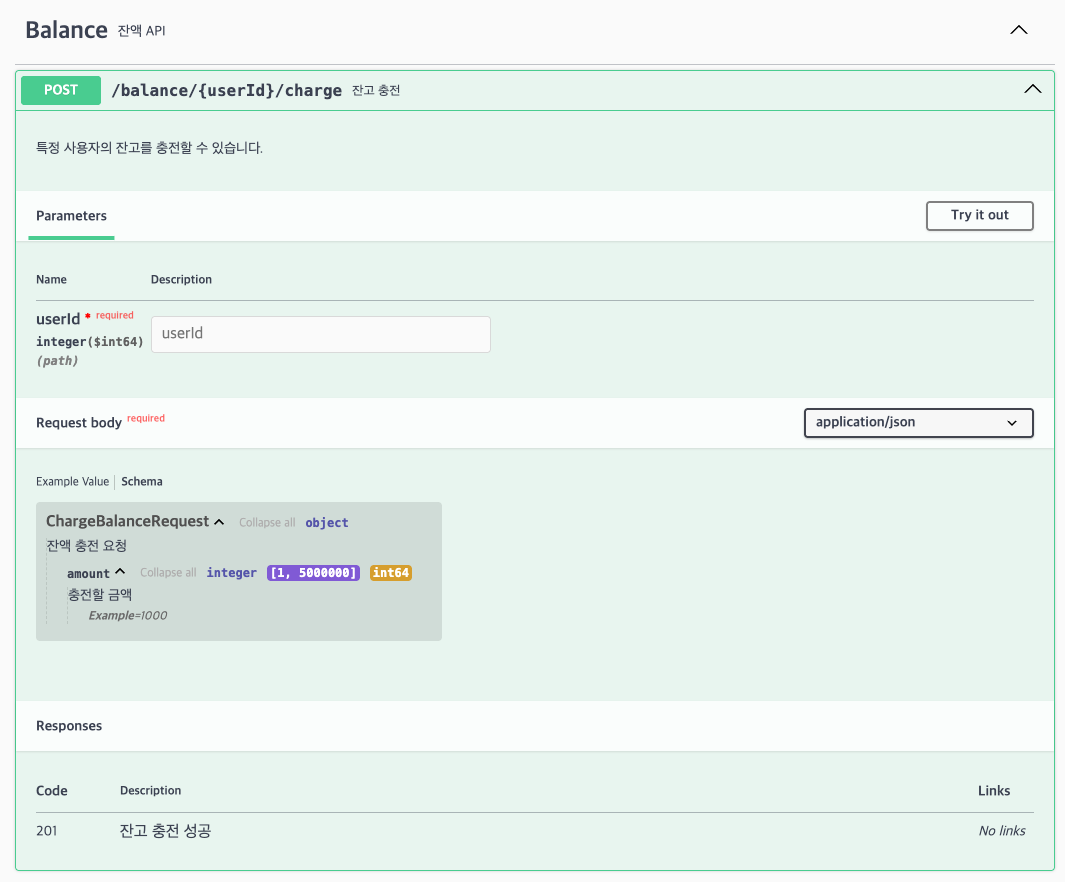 Balance 잔액 API
POST /balance/{userId}/charge 잔고 충전
특정 사용자의 잔고를 충전할 수 있습니다.
Parameters Try it out
Name Description
userId * required userId
integer($int64)
(path)
Request body required application/json
Example Value | Schema
ChargeBalanceRequest Collapse all object
잔액 충전 요청
amount Collapse all integer [1, 5000000] int64
충전할 금액
Example=1000
Responses
Code Description Links
201 잔고 충전 성공 No links